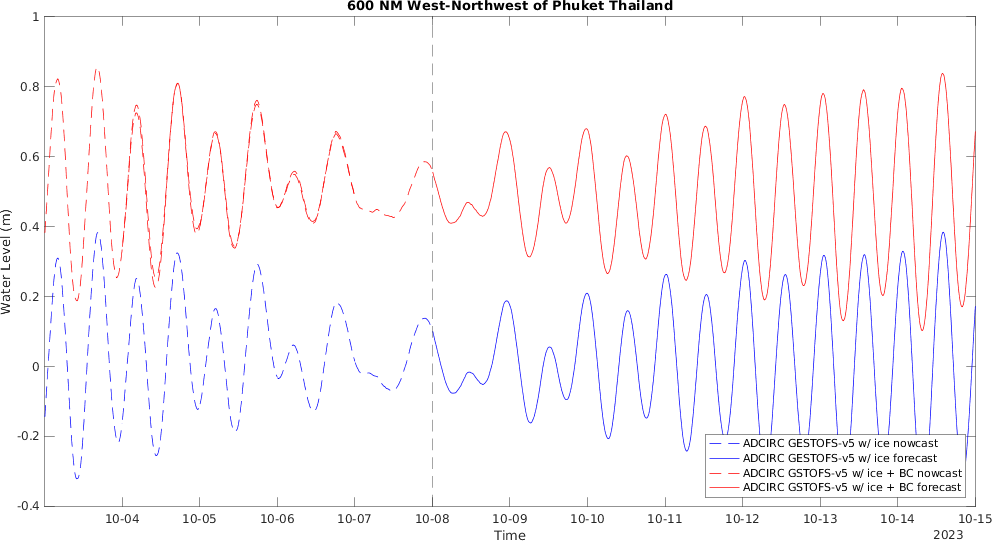 600 NM West-Northwest of Phuket Thailand
Water Level (m)
1
0.8
0.6
0.4
0.2
0
-0.2
-0.4
ADCIRC GESTOFS-v5 w/ ice nowcast
ADCIRC GESTOFS-v5 w/ ice forecast
ADCIRC GSTOFS-v5 w/ ice + BC nowcast
ADCIRC GSTOFS-v5 w/ ice + BC forecast
10-04 10-05 10-06 10-07 10-08 10-09 10-10 10-11 10-12 10-13 10-14 10-15
Time
2023